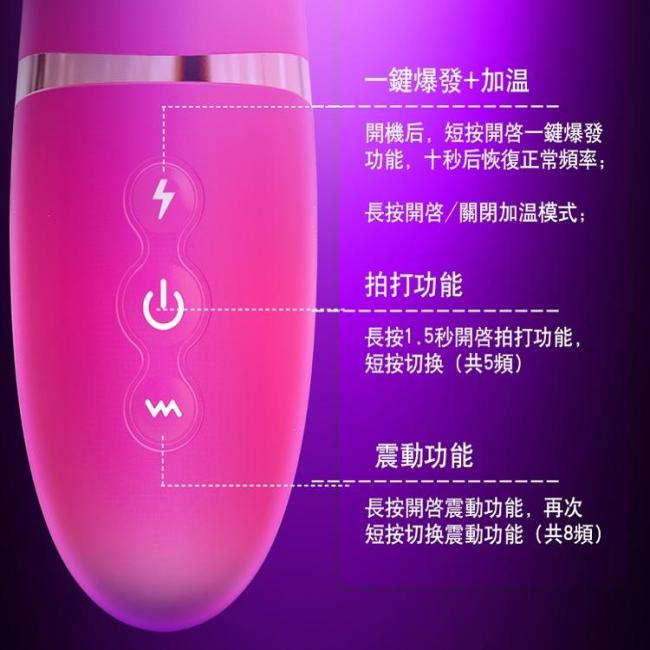 一鍵爆發+加温
開機后，短按開啓一鍵爆發
功能，十秒后恢復正常頻率；
長按開啓/關閉加温模式；
拍打功能
長按1.5秒開啓拍打功能，
短按切换（共5頻）
震動功能
長按開啓震動功能，再次
短按切换震動功能（共8頻）